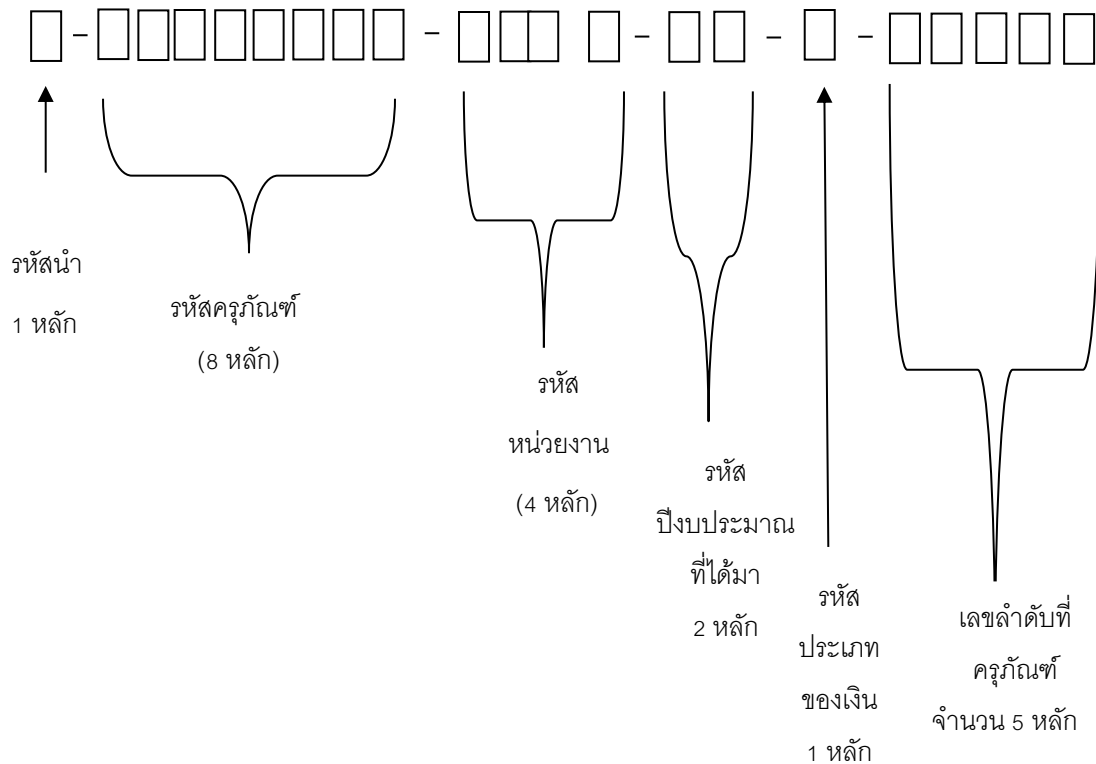 รหัสนำ
1 หลัก
รหัสครุภัณฑ์
(8 หลัก)
รหัส
หน่วยงาน
(4 หลัก)
รหัส
ปีงบประมาณ
ที่ได้มา
2 หลัก
รหัส
ประเภท
ของเงิน
1 หลัก
เลขลำดับที่
ครุภัณฑ์
จำนวน 5 หลัก